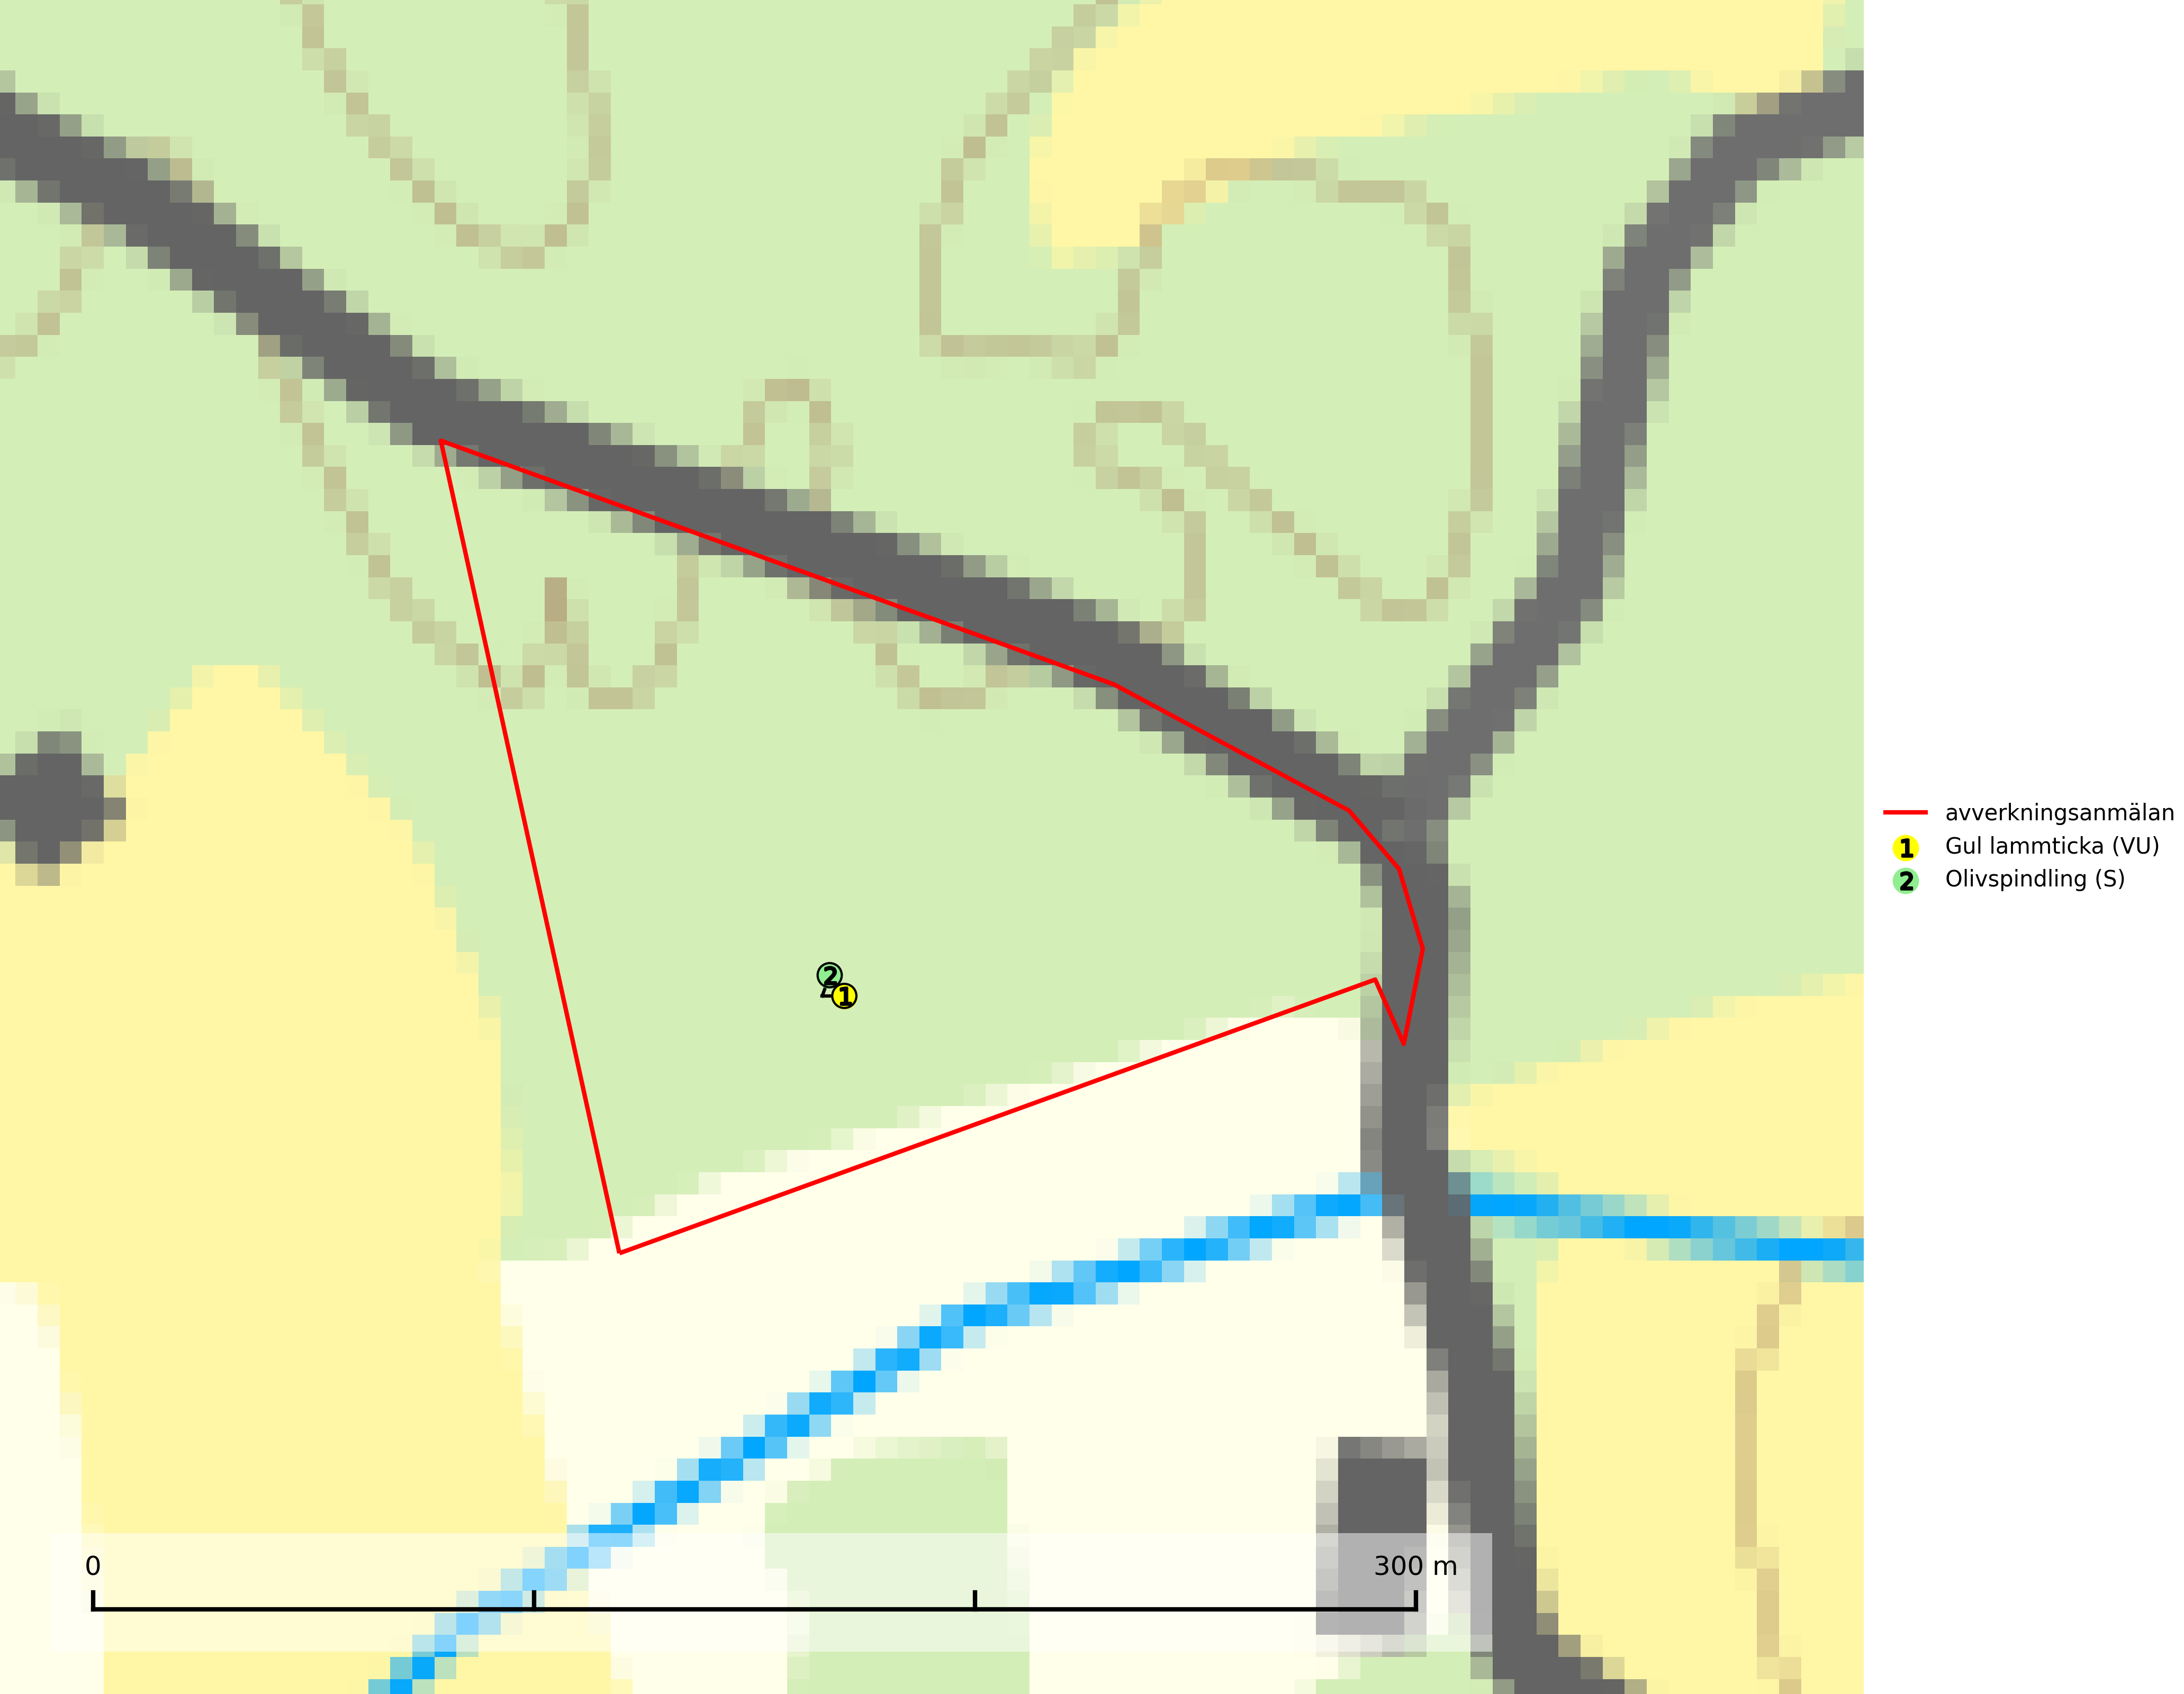 avverkningsanmälan
1 Gul lammticka (VU)
2 Olivspindling (S)
2
1
0 300 m